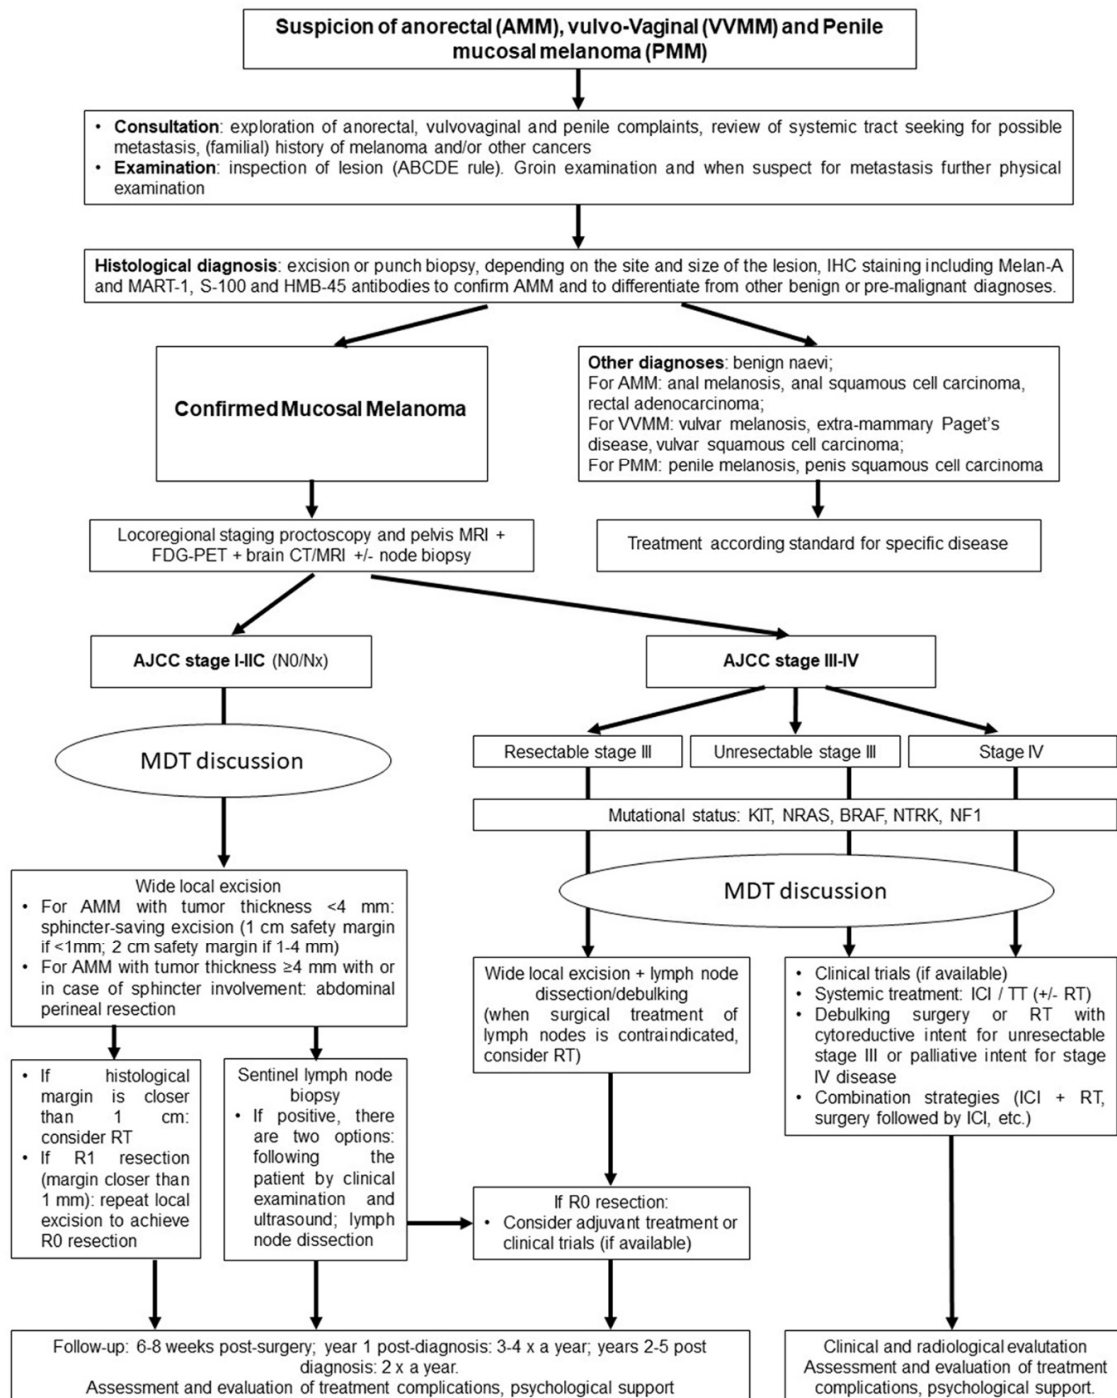 Suspicion of anorectal (AMM), vulvo-Vaginal (VVMM) and Penile
mucosal melanoma (PMM)
• Consultation: exploration of anorectal, vulvovaginal and penile complaints, review of systemic tract seeking for possible
metastasis, (familial) history of melanoma and/or other cancers
• Examination: inspection of lesion (ABCDE rule). Groin examination and when suspect for metastasis further physical
examination
Histological diagnosis: excision or punch biopsy, depending on the site and size of the lesion, IHC staining including Melan-A
and MART-1, S-100 and HMB-45 antibodies to confirm AMM and to differentiate from other benign or pre-malignant diagnoses.
Confirmed Mucosal Melanoma
Other diagnoses: benign naevi;
For AMM: anal melanosis, anal squamous cell carcinoma,
rectal adenocarcinoma;
For VVMM: vulvar melanosis, extra-mammary Paget's
disease, vulvar squamous cell carcinoma;
For PMM: penile melanosis, penis squamous cell carcinoma
Locoregional staging proctoscopy and pelvis MRI +
FDG-PET + brain CT/MRI +/- node biopsy
Treatment according standard for specific disease
AJCC stage I-IIC (N0/Nx)
AJCC stage III-IV
MDT discussion
Resectable stage III
Unresectable stage III
Stage IV
Mutational status: KIT, NRAS, BRAF, NTRK, NF1
MDT discussion
Wide local excision
• For AMM with tumor thickness <4 mm:
sphincter-saving excision (1 cm safety margin
if <1mm; 2 cm safety margin if 1-4 mm)
• For AMM with tumor thickness ≥4 mm with or
in case of sphincter involvement: abdominal
perineal resection
Wide local excision + lymph node
dissection/debulking
(when surgical treatment of
lymph nodes is contraindicated,
consider RT)
• Clinical trials (if available)
• Systemic treatment: ICI / TT (+/- RT)
• Debulking surgery or RT with
cytoreductive intent for unresectable
stage III or palliative intent for stage
IV disease
• Combination strategies (ICI + RT,
surgery followed by ICI, etc.)
• If histological
margin is closer
than 1 cm:
consider RT
• If R1 resection
(margin closer than
1 mm): repeat local
excision to achieve
R0 resection
Sentinel lymph node
biopsy
• If positive, there
are two options:
following the
patient by clinical
examination and
ultrasound; lymph
node dissection
If R0 resection:
• Consider adjuvant treatment or
clinical trials (if available)
Follow-up: 6-8 weeks post-surgery; year 1 post-diagnosis: 3-4 x a year; years 2-5 post
diagnosis: 2 x a year.
Assessment and evaluation of treatment complications, psychological support
Clinical and radiological evalutation
Assessment and evaluation of treatment
complications, psychological support.